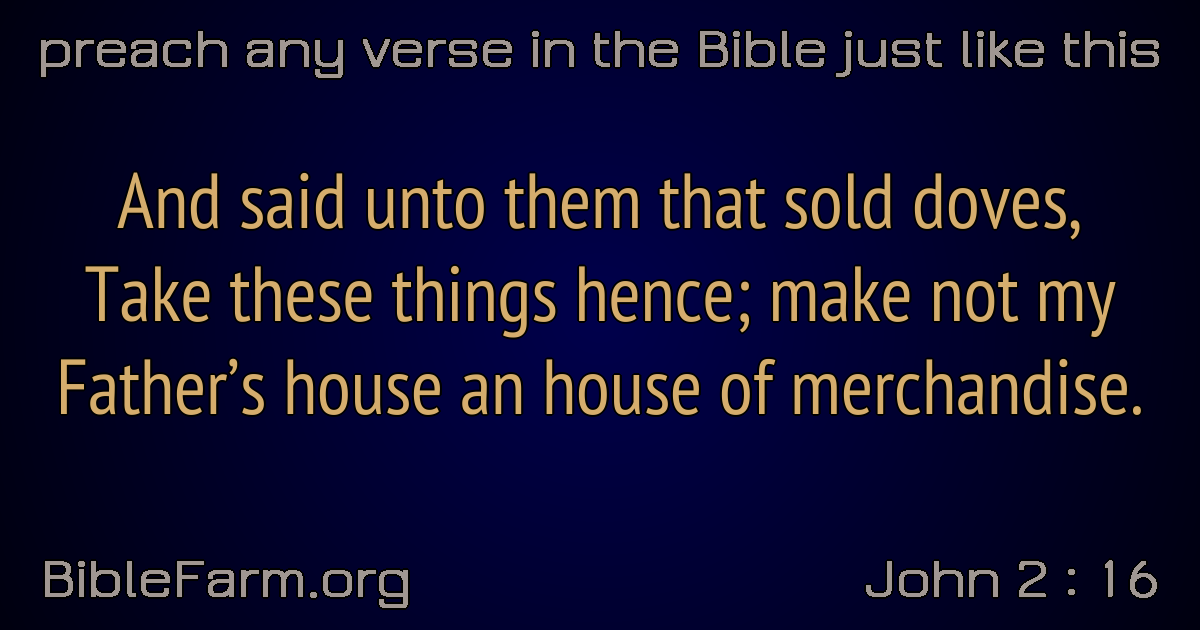 preach any verse in the Bible just like this
And said unto them that sold doves,
Take these things hence; make not my
Father’s house an house of merchandise.
BibleFarm.org
John 2 : 16